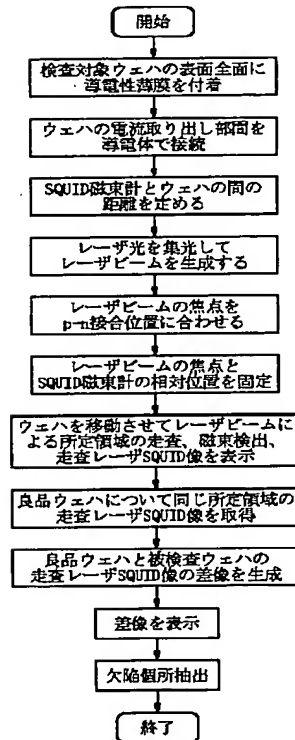 開始
検査対象ウェハの表面全面に
導電性薄膜を付着
ウェハの電流取り出し部間を
導電体で接続
SQUID磁束計とウェハの間の
距離を定める
レーザ光を集光して
レーザビームを生成する
レーザビームの焦点を
p-n接合位置に合わせる
レーザビームの焦点と
SQUID磁束計の相対位置を固定
ウェハを移動させてレーザビームに
よる所定領域の走査、磁束検出、
走査レーザSQUID像を表示
良品ウェハについて同じ所定領域の
走査レーザSQUID像を取得
良品ウェハと被検査ウェハの
走査レーザSQUID像の差像を生成
差像を表示
欠陥個所抽出
終了